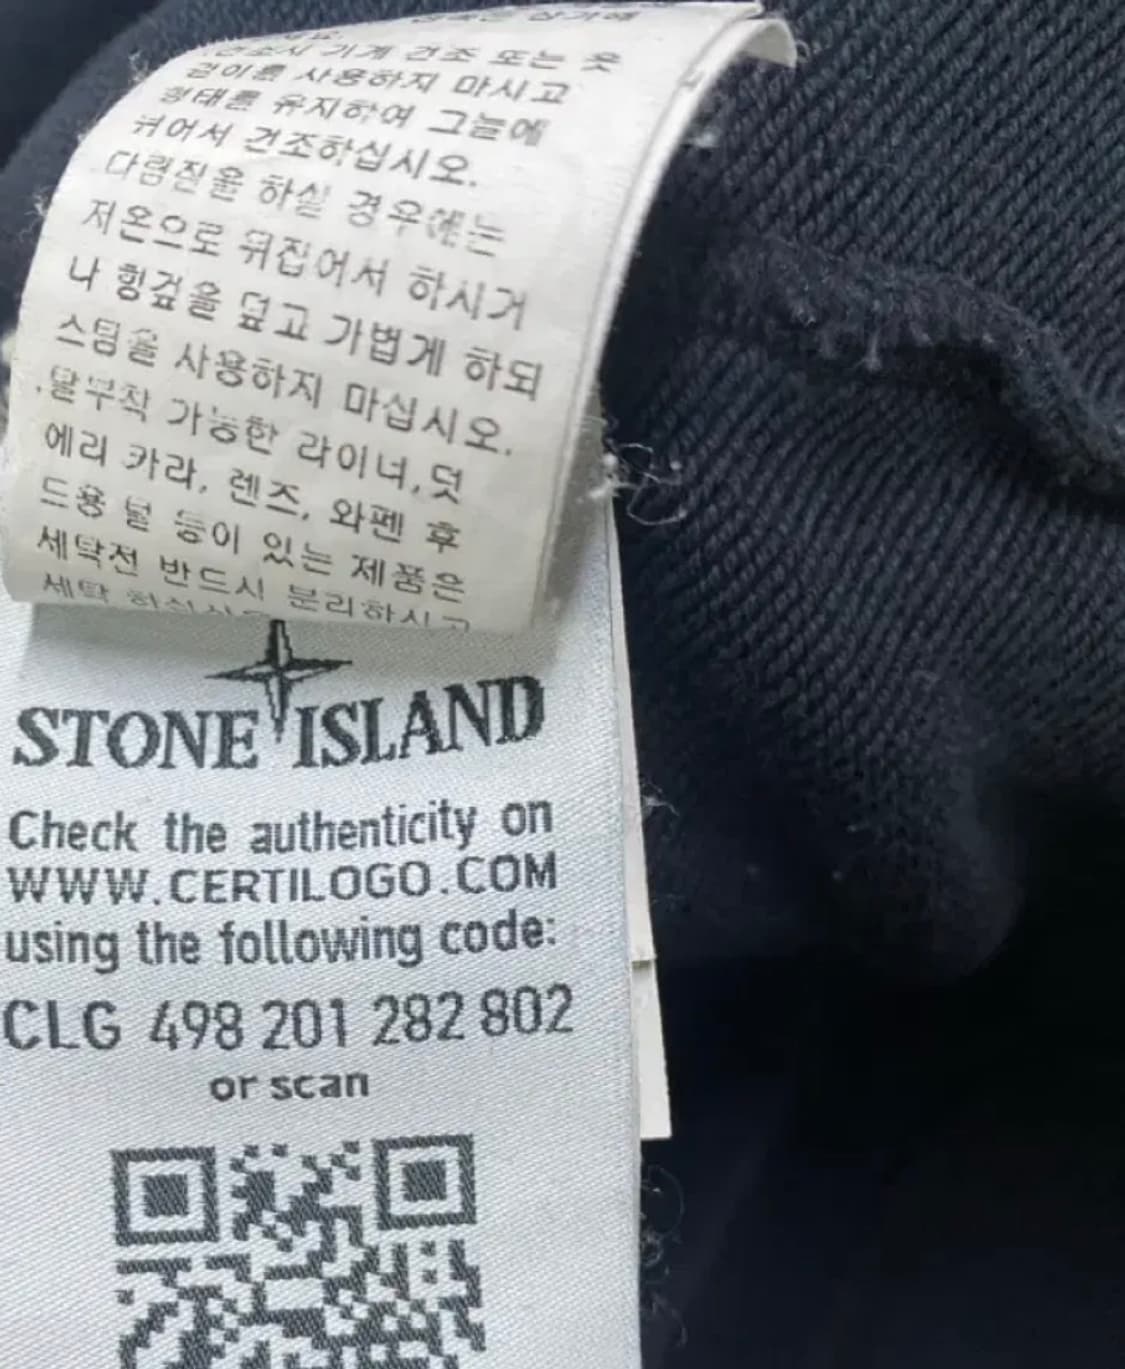 건조시 기계 건조 또는 옷
걸이를 사용하지 마시고
형태를 유지하여 그늘에
뉘어서 건조하십시오.
다림질을 하실 경우에는
저온으로 뒤집어서 하시거
나 헝겊을 덮고 가볍게 하되
스팀을 사용하지 마십시오.
.탈부착 가능한 라이너,덧
에리 카라, 렌즈, 와펜 후
드용 털 등이 있는 제품은
세탁전 반드시 분리하시고
세탁
STONE ISLAND
Check the authenticity on
WWW.CERTILOGO.COM
using the following code:
CLG 498 201 282 802
or scan